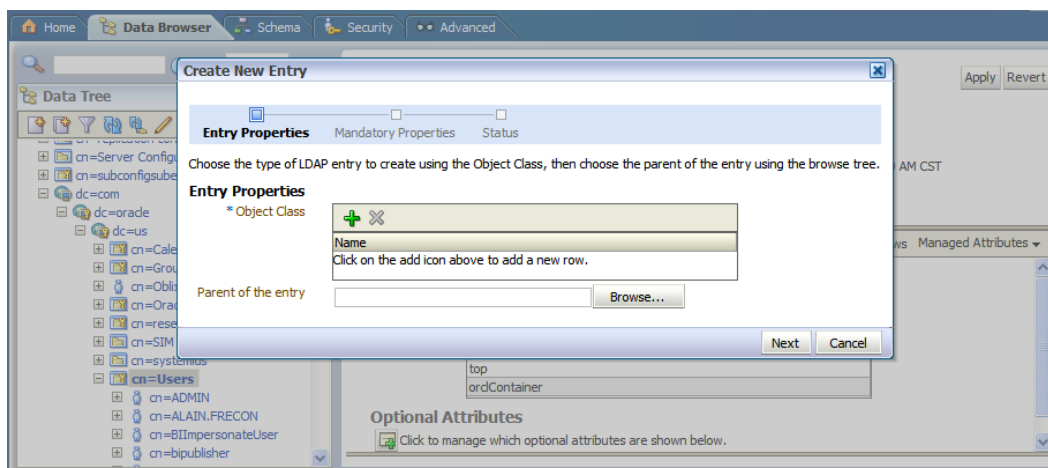 Home Data Browser Schema Security Advanced
Create New Entry
Apply Revert
Data Tree
Entry Properties Mandatory Properties Status
cn=Server Configu
Choose the type of LDAP entry to create using the Object Class, then choose the parent of the entry using the browse tree.
AM CST
cn=subconfigsube
dc=com
Entry Properties
dc=oracle
* Object Class
dc=us
Name
cn=Cale
Managed Attributes
Click on the add icon above to add a new row.
cn=Grou
cn=Oblix
Parent of the entry Browse...
cn=Orac
cn=rese
cn=SIM
Next Cancel
cn=systemids
top
cn=Users
orclContainer
cn=ADMIN
cn=ALAIN.FRECON
Optional Attributes
cn=BIImpersonateUser
Click to manage which optional attributes are shown below.
cn=bipublisher